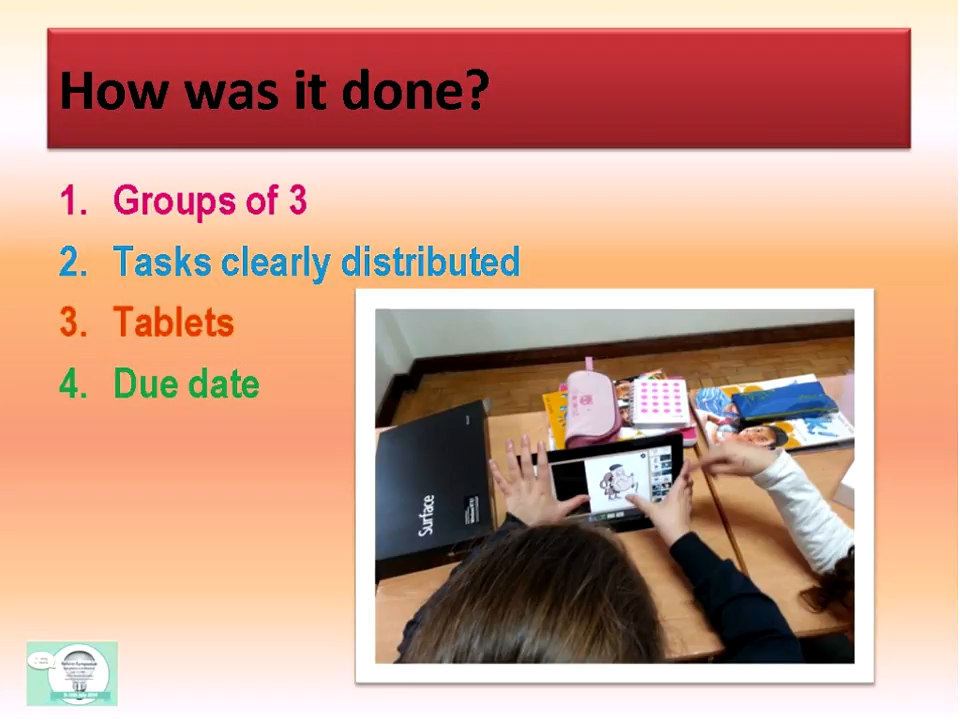 How was it done?
1. Groups of 3
2. Tasks clearly distributed
3. Tablets
4. Due date
Surface